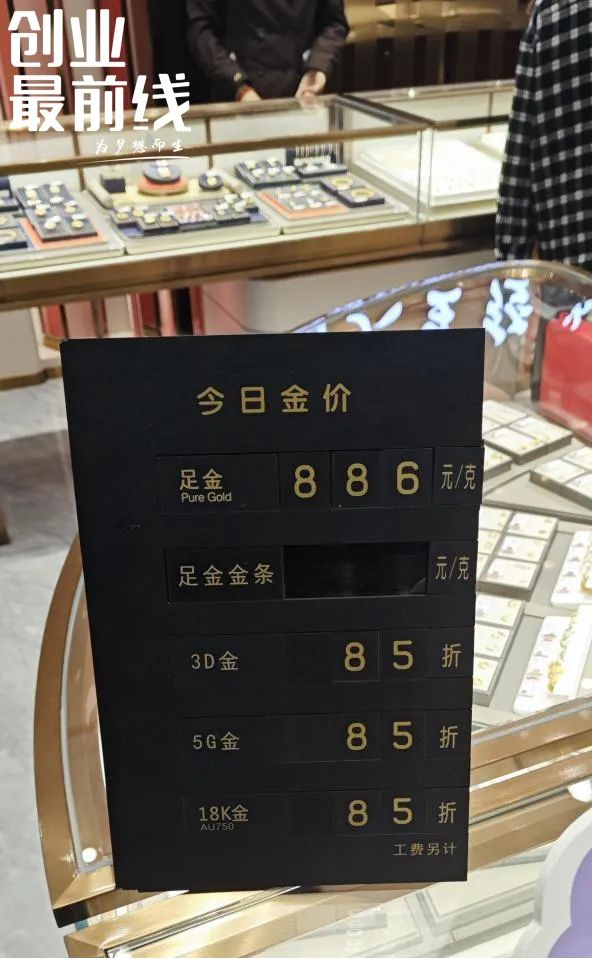 创业
最前线
为梦想而生
今日金价
足金 886 元/克
Pure Gold
足金金条 元/克
3D金 85 折
5G金 85 折
18K金 85 折
AU750
工费另计